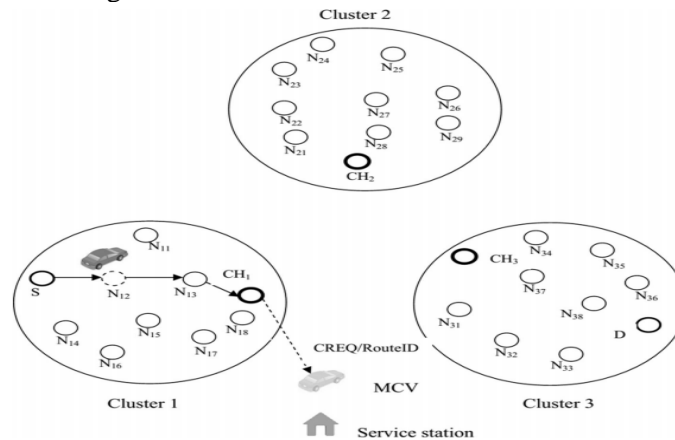 Cluster 2
N24
N25
N23
N26
N27
N22
N29
N21
N28
CH2
N11
N34
CH3
N35
CH1
S
N12
N13
N37
N36
N38
N31
D
N14
N15
N18
N17
N16
N32
N33
CREQ/RouteID
MCV
Cluster 1
Cluster 3
Service station